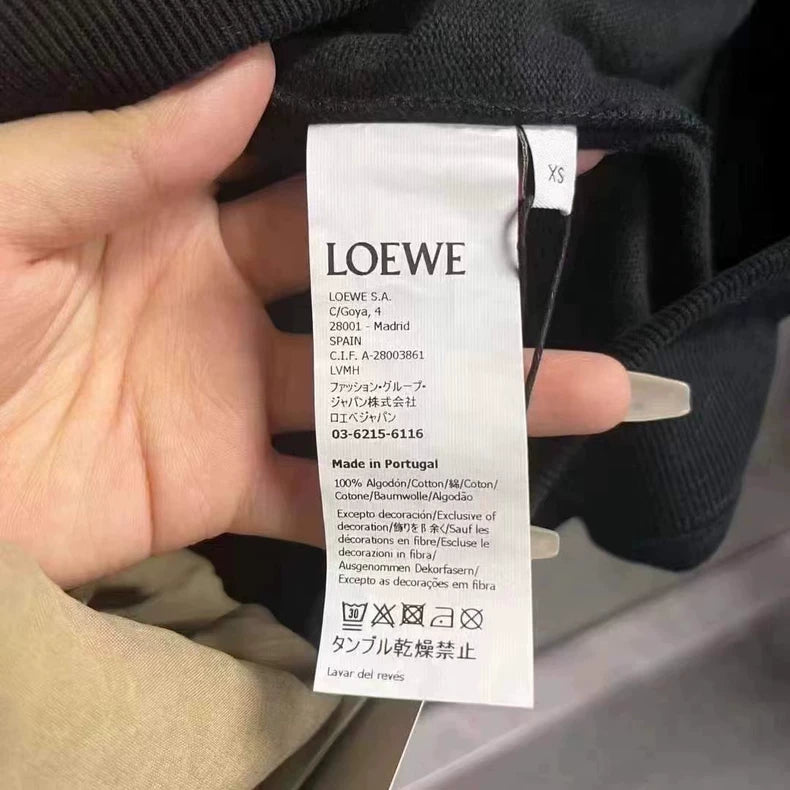 XS
LOEWE
LOEWE S.A.
C/Goya, 4
28001 - Madrid
SPAIN
C.I.F. A-28003861
LVMH
ファッション・グループ・
ジャパン株式会社
ロエベジャパン
03-6215-6116
Made in Portugal
100% Algodón/Cotton/綿/Coton/
Cotone/Baumwolle/Algodão
Excepto decoración/Exclusive of
decoration/飾りを 余く/Sauf les
décorations en fibre/Escluse le
decorazioni in fibra/
Ausgenommen Dekorfasern/
Excepto as decorações em fibra
30
タンブル乾燥禁止
Lavar del revés